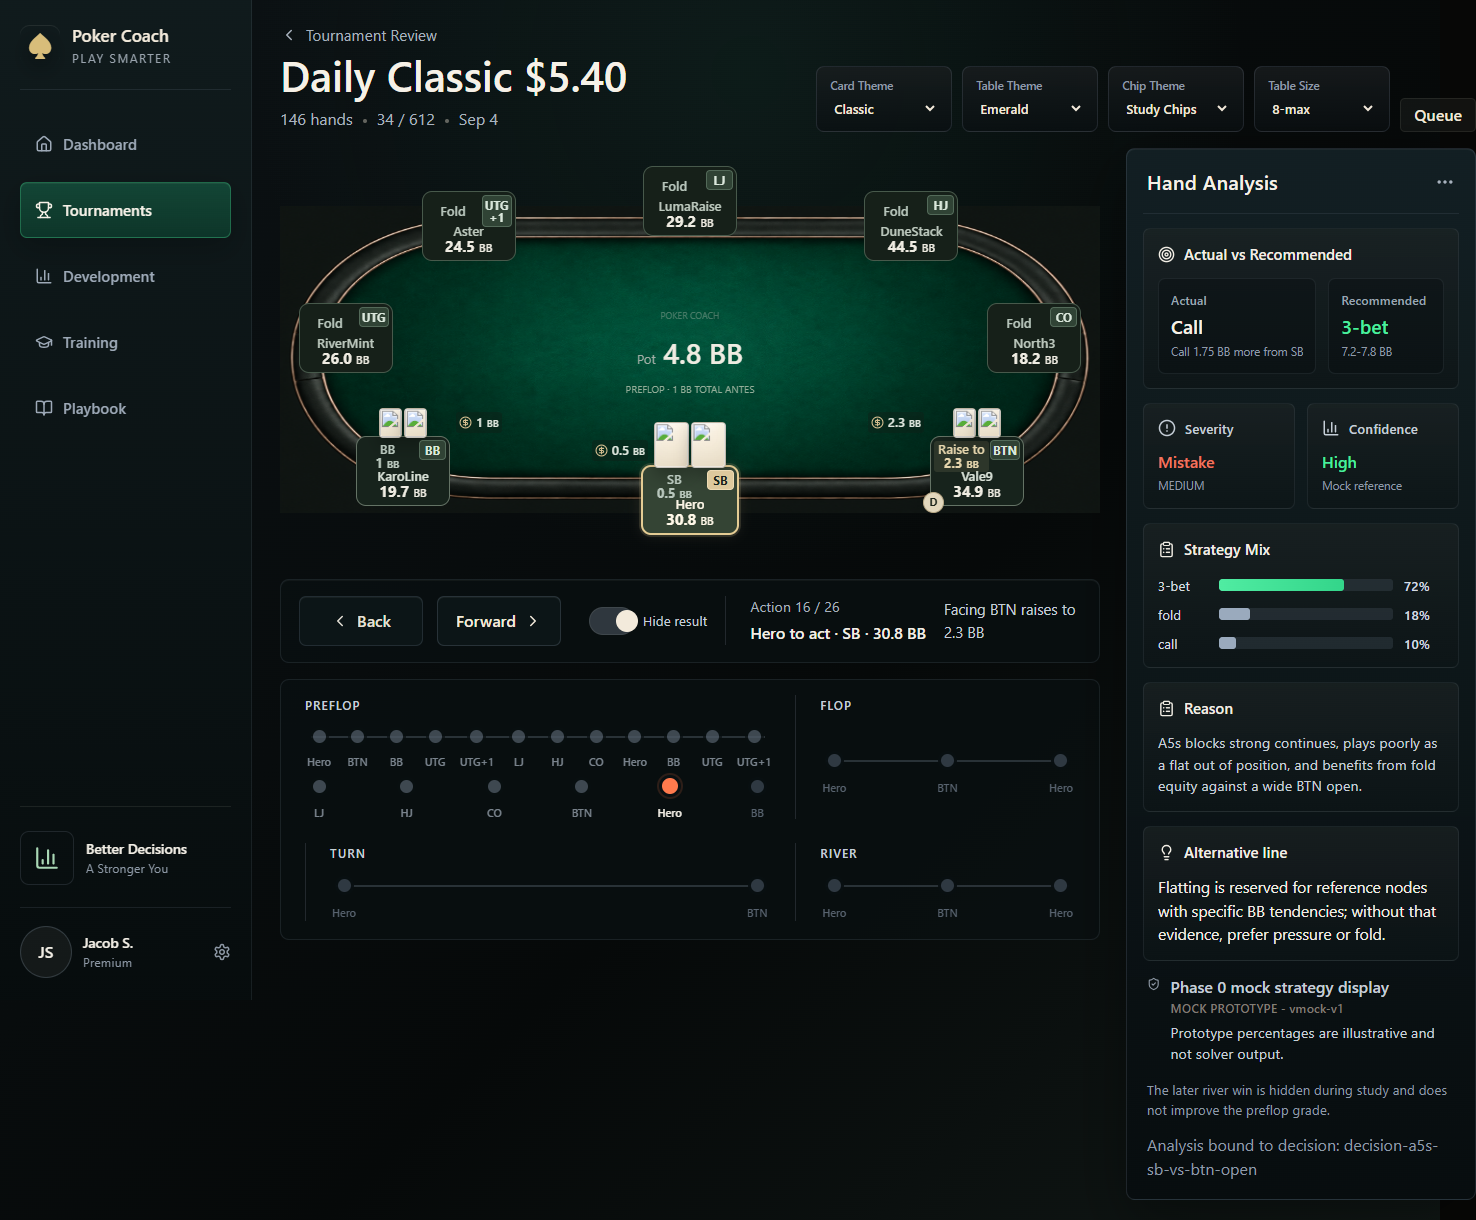 Poker Coach
PLAY SMARTER
Dashboard
Tournaments
Development
Training
Playbook
Better Decisions
A Stronger You
JS
Jacob S.
Premium
Tournament Review
Daily Classic $5.40
146 hands • 34 / 612 • Sep 4
Card Theme
Classic
Table Theme
Emerald
Chip Theme
Study Chips
Table Size
8-max
Queue
Fold
UTG
+1
Aster
24.5 BB
Fold
LJ
LumaRaise
29.2 BB
Fold
HJ
DuneStack
44.5 BB
Fold
UTG
RiverMint
26.0 BB
POKER COACH
Pot 4.8 BB
PREFLOP · 1 BB TOTAL ANTES
Fold
CO
North3
18.2 BB
1 BB
BB
BB
1 BB
KaroLine
19.7 BB
0.5 BB
SB
SB
0.5 BB
Hero
30.8 BB
2.3 BB
Raise to
BTN
2.3 BB
Vale9
34.9 BB
D
Back
Forward
Hide result
Action 16 / 26
Hero to act · SB · 30.8 BB
Facing BTN raises to
2.3 BB
PREFLOP
Hero BTN BB UTG UTG+1 LJ HJ CO Hero BB UTG UTG+1
LJ HJ CO BTN Hero BB
FLOP
Hero BTN Hero
TURN
Hero BTN
RIVER
Hero BTN Hero
Hand Analysis
Actual vs Recommended
Actual
Call
Call 1.75 BB more from SB
Recommended
3-bet
7.2-7.8 BB
Severity
Mistake
MEDIUM
Confidence
High
Mock reference
Strategy Mix
3-bet 72%
fold 18%
call 10%
Reason
A5s blocks strong continues, plays poorly as
a flat out of position, and benefits from fold
equity against a wide BTN open.
Alternative line
Flatting is reserved for reference nodes
with specific BB tendencies; without that
evidence, prefer pressure or fold.
Phase 0 mock strategy display
MOCK PROTOTYPE - vmock-v1
Prototype percentages are illustrative and
not solver output.
The later river win is hidden during study and does
not improve the preflop grade.
Analysis bound to decision: decision-a5s-
sb-vs-btn-open